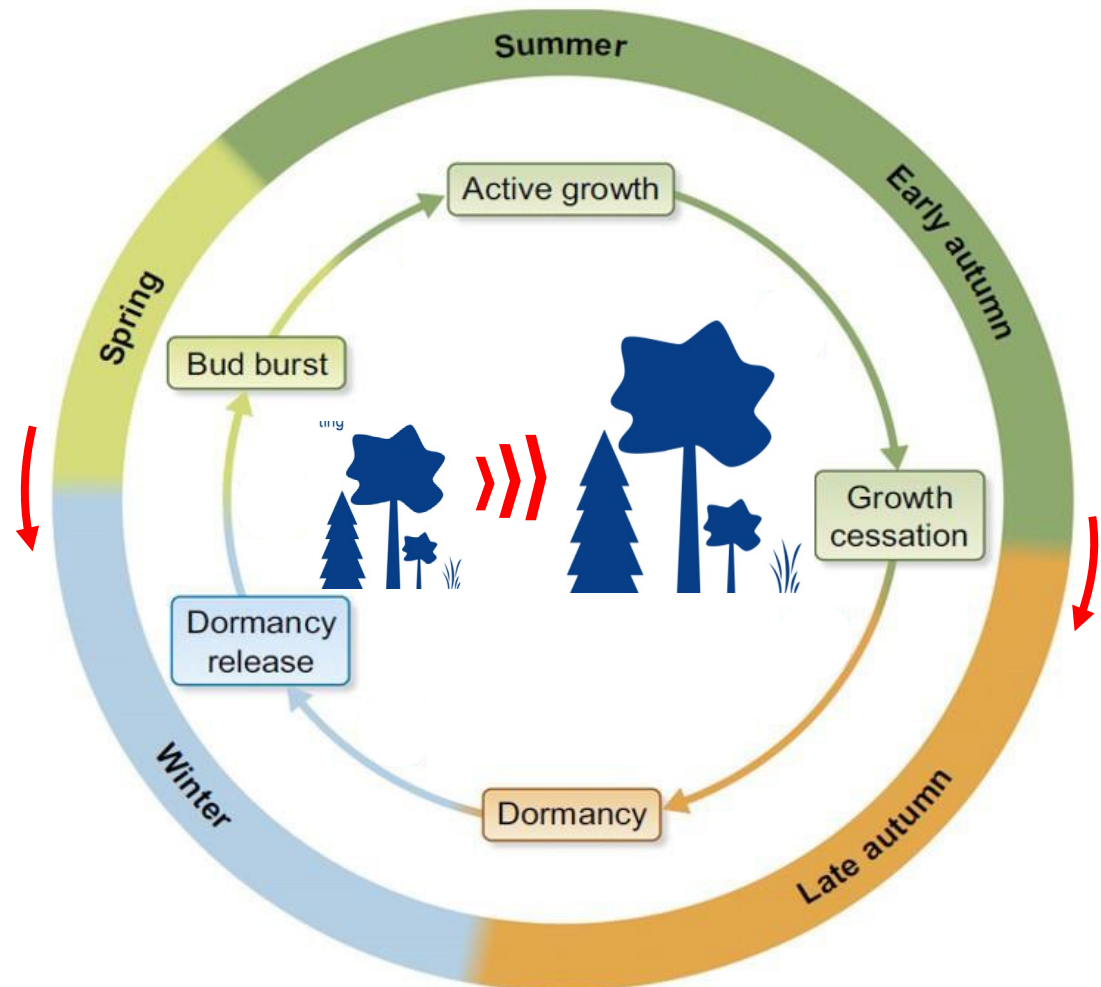 Summer
Early autumn
Late autumn
Winter
Spring
Active growth
Growth
cessation
Dormancy
Dormancy
release
Bud burst